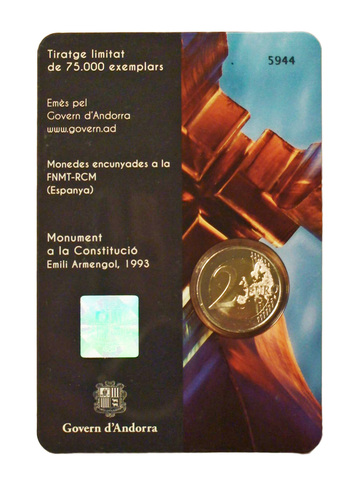 Tiratge limitat
de 75.000 exemplars
5944
Emès pel
Govern d'Andorra
www.govern.ad
Monedes encunyades a la
FNMT-RCM
(Espanya)
Monument
a la Constitució
Emili Armengol, 1993
2 EURO
Govern d'Andorra